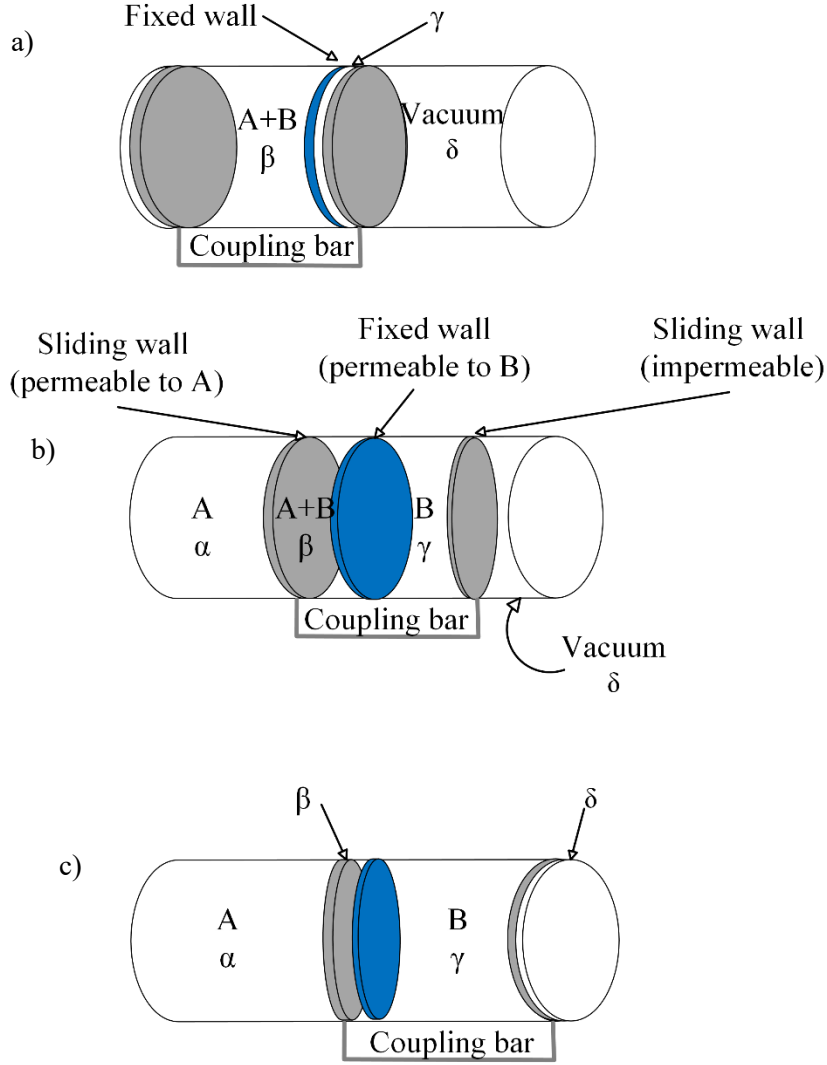 a)
Fixed wall
γ
A+B
β
Vacuum
δ
Coupling bar
b)
Sliding wall
(permeable to A)
Fixed wall
(permeable to B)
Sliding wall
(impermeable)
A
α
A+B
β
B
γ
Coupling bar
Vacuum
δ
c)
β
δ
A
α
B
γ
Coupling bar